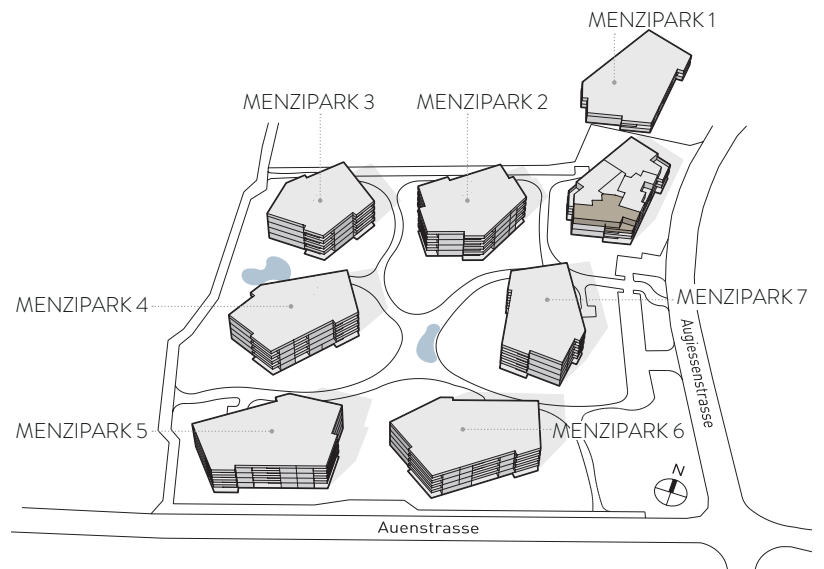 MENZIPARK 1
MENZIPARK 3
MENZIPARK 2
MENZIPARK 4
MENZIPARK 7
Augiessenstrasse
MENZIPARK 5
MENZIPARK 6
N
Auenstrasse